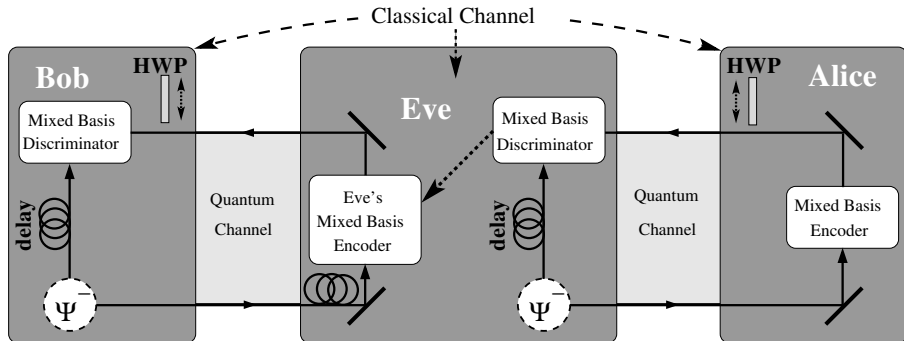 Classical Channel
Bob
HWP
Mixed Basis
Discriminator
delay
Ψ⁻
Quantum
Channel
Eve
Eve's
Mixed Basis
Encoder
Mixed Basis
Discriminator
delay
Ψ⁻
Quantum
Channel
HWP
Alice
Mixed Basis
Encoder